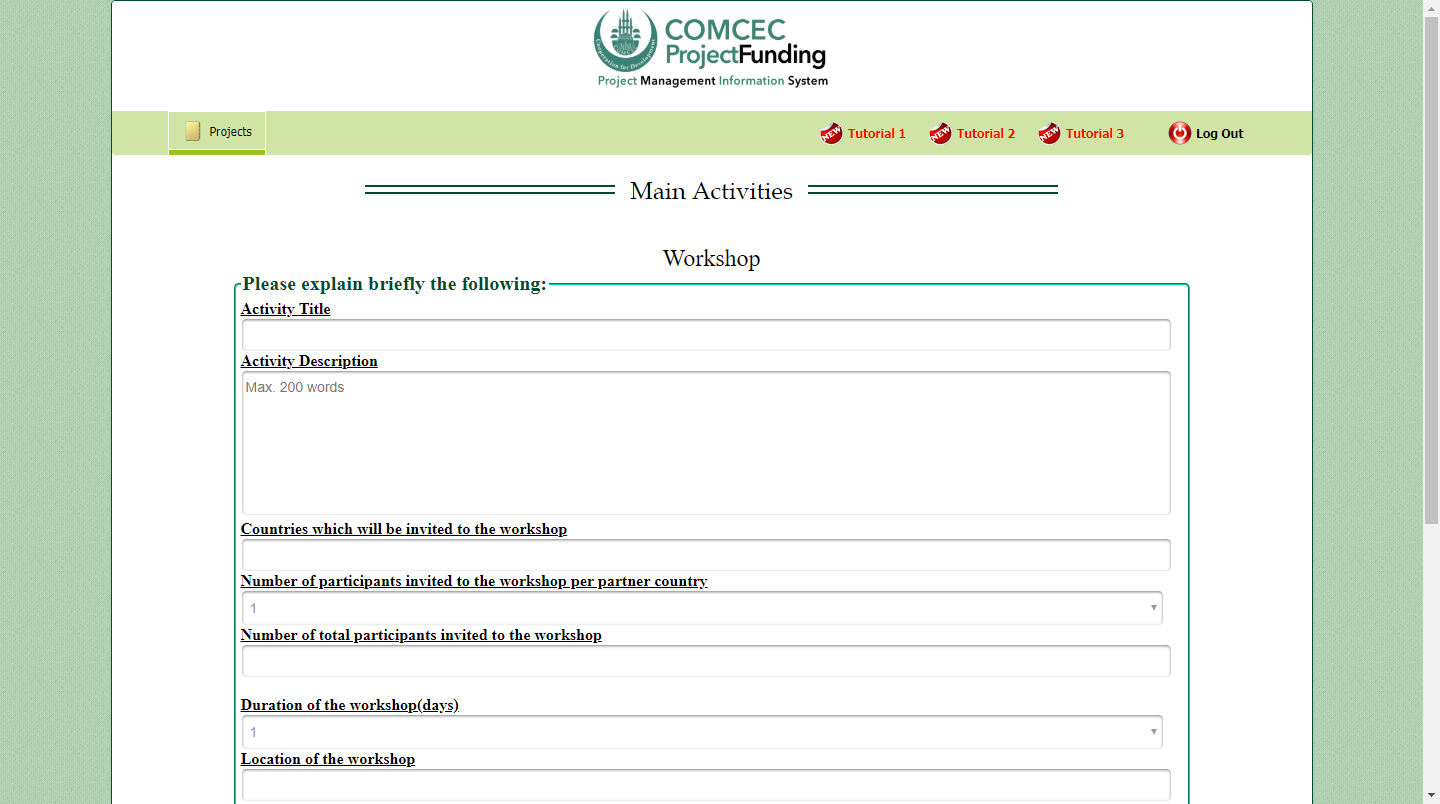 Cooperation for Development
COMCEC
ProjectFunding
Project Management Information System
Projects
NEW Tutorial 1
NEW Tutorial 2
NEW Tutorial 3
Log Out
Main Activities
Workshop
Please explain briefly the following:
Activity Title
Activity Description
Max. 200 words
Countries which will be invited to the workshop
Number of participants invited to the workshop per partner country
1
Number of total participants invited to the workshop
Duration of the workshop(days)
1
Location of the workshop